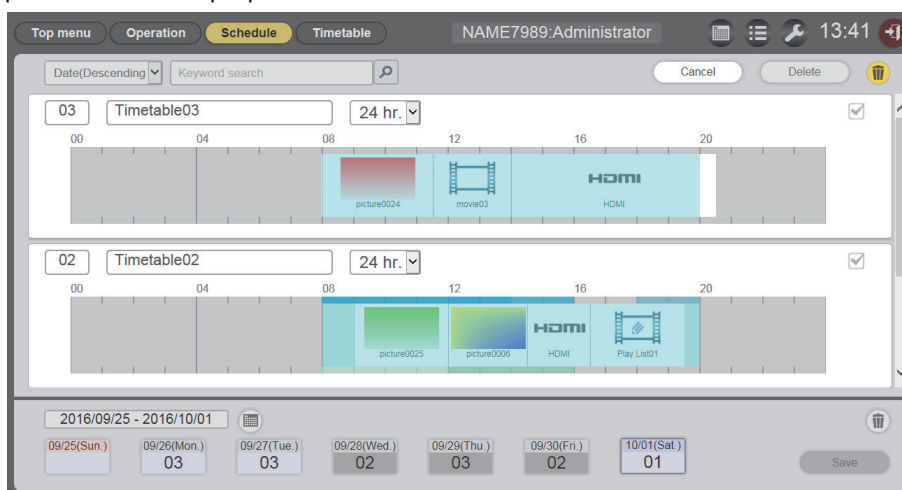 Top menu Operation Schedule Timetable NAME7989:Administrator 13:41
Date(Descending Keyword search Cancel Delete
03 Timetable03 24 hr.
00 04 08 12 16 20
HDMI
picture0024 movie03 HDMI
02 Timetable02 24 hr.
00 04 08 12 16 20
HDMI
picture0025 picture0006 HDMI Play List01
2016/09/25 - 2016/10/01
09/25(Sun.) 09/26(Mon.) 09/27(Tue.) 09/28(Wed.) 09/29(Thu.) 09/30(Fri.) 10/01(Sat.)
03 03 02 03 02 01 Save